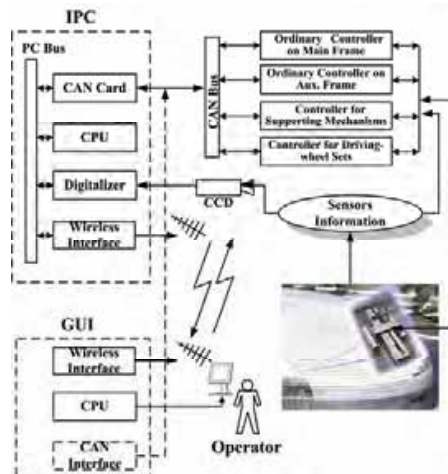 IPC
PC Bus
CAN Card
CPU
Digitalizer
Wireless
Interface
CAN Bus
Ordinary Controller
on Main Frame
Ordinary Controller on
Aux. Frame
Controller for
Supporting Mechanisms
Controller for Driving-
wheel Sets
CCD
Sensors
Information
GUI
Wireless
Interface
CPU
CAN
Interface
Operator